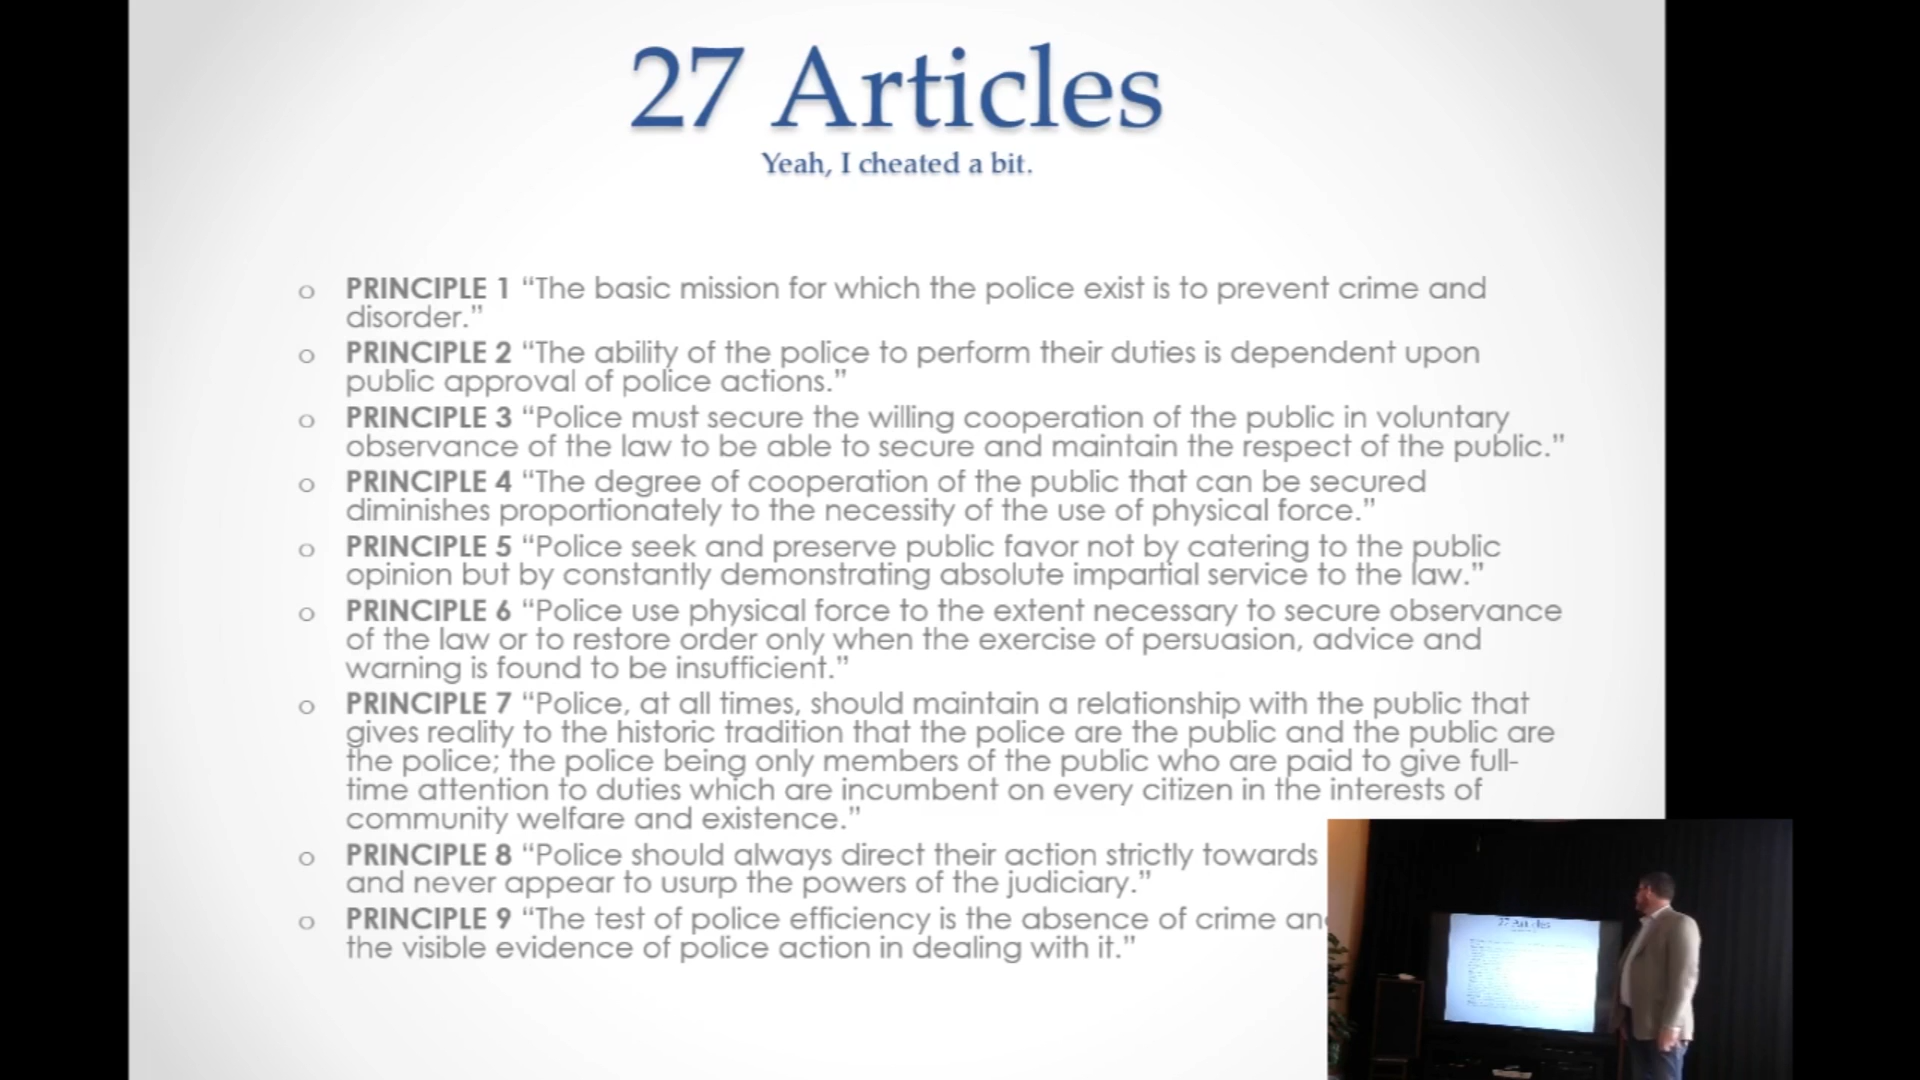 27 Articles
Yeah, I cheated a bit.
o PRINCIPLE 1 “The basic mission for which the police exist is to prevent crime and
disorder.”
o PRINCIPLE 2 “The ability of the police to perform their duties is dependent upon
public approval of police actions.”
o PRINCIPLE 3 “Police must secure the willing cooperation of the public in voluntary
observance of the law to be able to secure and maintain the respect of the public.”
o PRINCIPLE 4 “The degree of cooperation of the public that can be secured
diminishes proportionately to the necessity of the use of physical force.”
o PRINCIPLE 5 “Police seek and preserve public favor not by catering to the public
opinion but by constantly demonstrating absolute impartial service to the law.”
o PRINCIPLE 6 “Police use physical force to the extent necessary to secure observance
of the law or to restore order only when the exercise of persuasion, advice and
warning is found to be insufficient.”
o PRINCIPLE 7 “Police, at all times, should maintain a relationship with the public that
gives reality to the historic tradition that the police are the public and the public are
the police; the police being only members of the public who are paid to give full-
time attention to duties which are incumbent on every citizen in the interests of
community welfare and existence.”
o PRINCIPLE 8 “Police should always direct their action strictly towards
and never appear to usurp the powers of the judiciary.”
o PRINCIPLE 9 “The test of police efficiency is the absence of crime
the visible evidence of police action in dealing with it.”
27 Articles